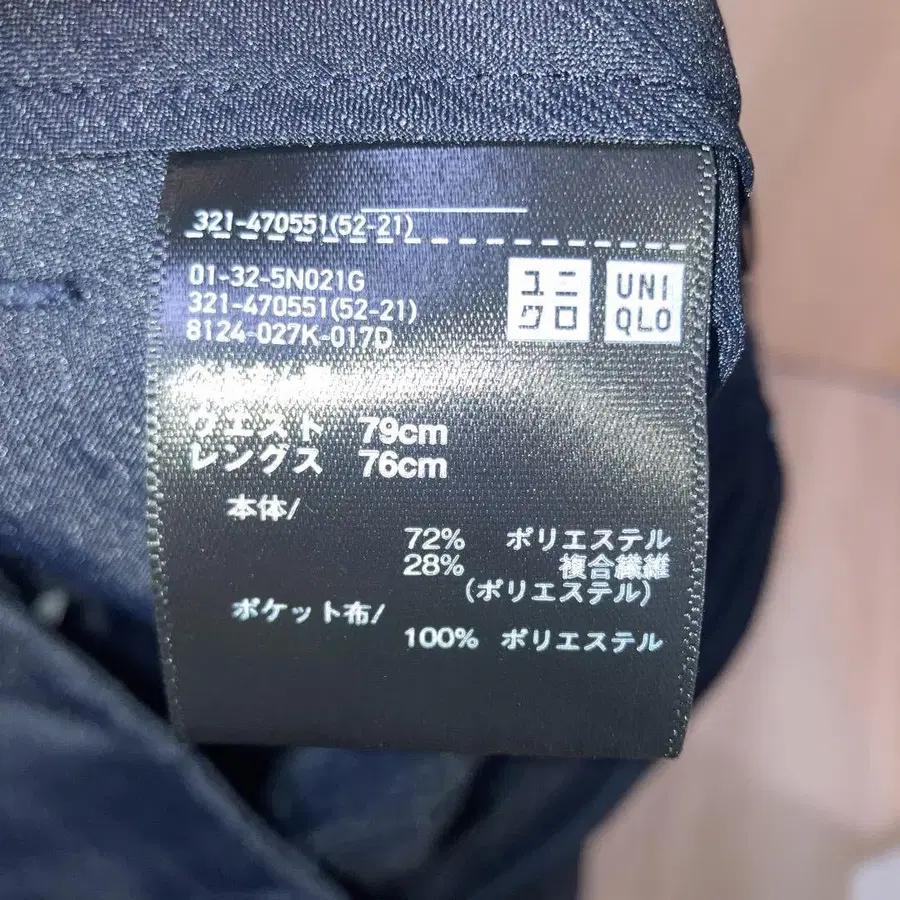 321-470551(52-21)
01-32-5N021G
321-470551(52-21)
8124-027K-017D
ユニ
クロ
UNI
QLO
ウエスト 79cm
レングス 76cm
本体/
72% ポリエステル
28% 複合繊維
(ポリエステル)
ポケット布/
100% ポリエステル